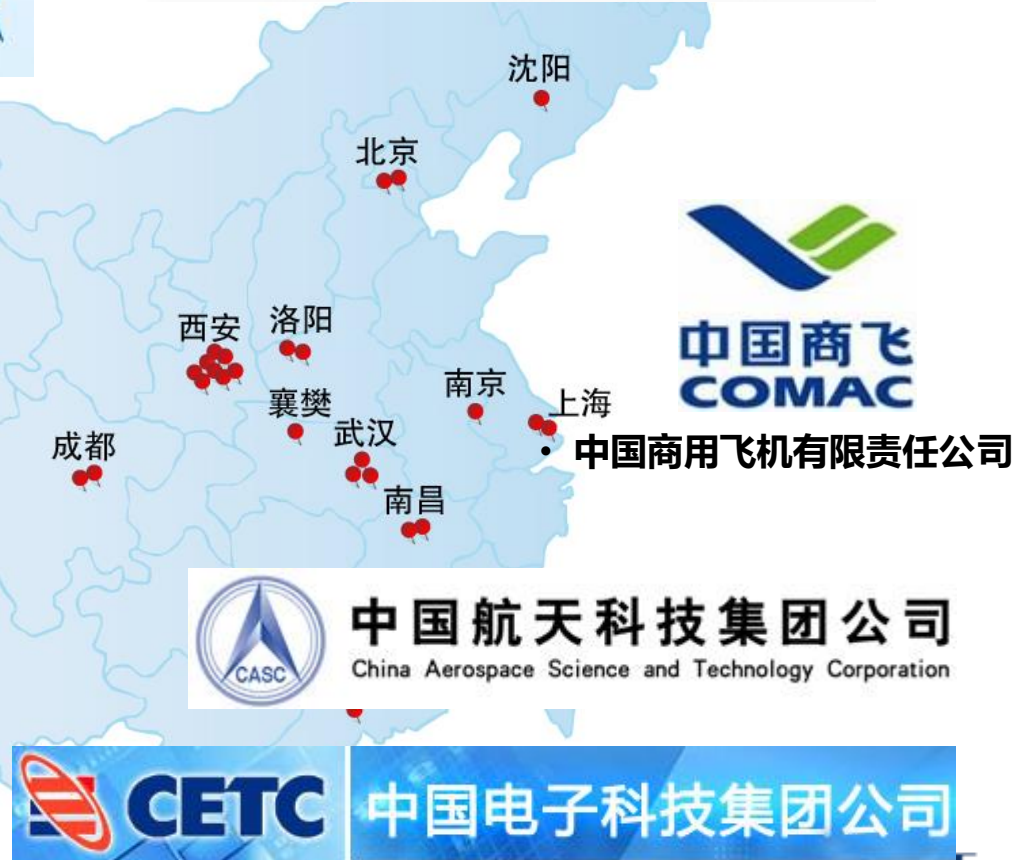 沈阳
北京
中国商飞
COMAC
西安
洛阳
襄樊
南京
上海
武汉
成都
• 中国商用飞机有限责任公司
南昌
CASC
中国航天科技集团公司
China Aerospace Science and Technology Corporation
CETC 中国电子科技集团公司